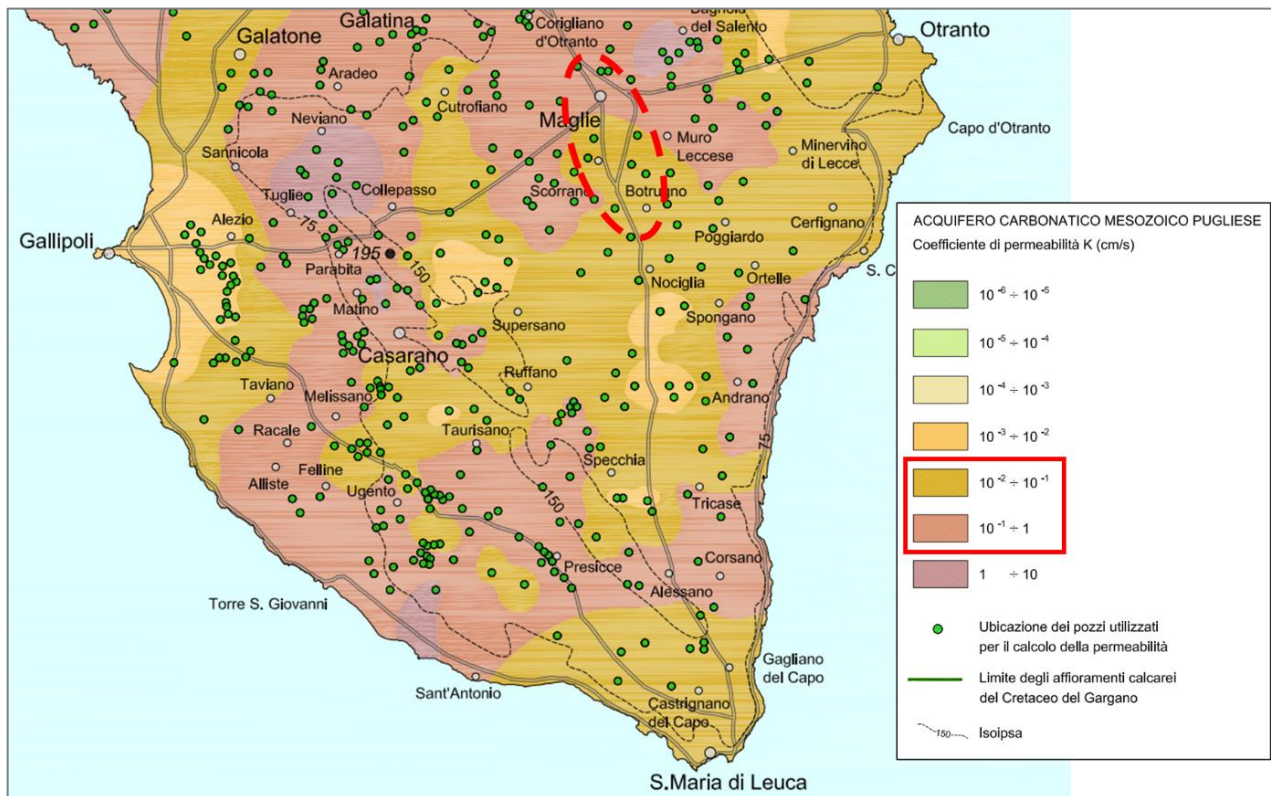 Galatina
Corigliano
d'Otranto
Bagnolo
del Salento
Otranto
Galatone
Aradeo
Cutrofiano
Maglie
Neviano
Muro
Leccese
Capo d'Otranto
Minervino
di Lecce
Sannicola
Tuglie
Collepasso
Scorrano
Botrugno
Cerfignano
75
Alezio
Poggiardo
Gallipoli
195
150
Parabita
Nociglia
Ortelle
S. C
Matino
Spongano
Supersano
Casarano
Ruffano
Taviano
Melissano
Andrano
75
Racale
Taurisano
Specchia
Felline
Alliste
Ugento
150
Tricase
Presicce
Corsano
Alessano
Torre S. Giovanni
Gagliano
del Capo
Sant'Antonio
Castrignano
del Capo
S.Maria di Leuca
ACQUIFERO CARBONATICO MESOZOICO PUGLIESE
Coefficiente di permeabilità K (cm/s)
10 -6 ÷ 10 -5
10 -5 ÷ 10 -4
10 -4 ÷ 10 -3
10 -3 ÷ 10 -2
10 -2 ÷ 10 -1
10 -1 ÷ 1
1 ÷ 10
Ubicazione dei pozzi utilizzati
per il calcolo della permeabilità
Limite degli affioramenti calcarei
del Cretaceo del Gargano
150 Isoipsa